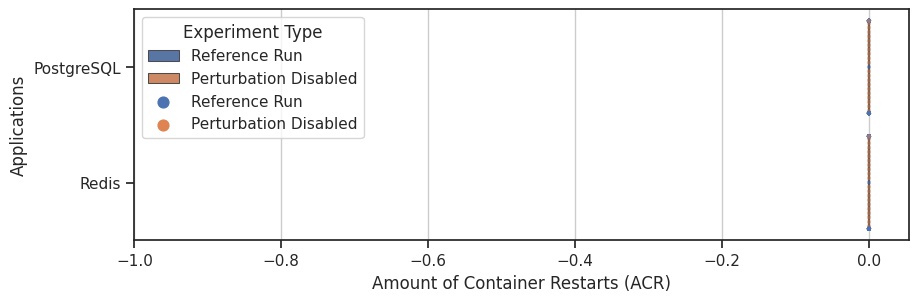 Experiment Type
Reference Run
Perturbation Disabled
Reference Run
Perturbation Disabled
Applications
PostgreSQL
Redis
−1.0 −0.8 −0.6 −0.4 −0.2 0.0
Amount of Container Restarts (ACR)